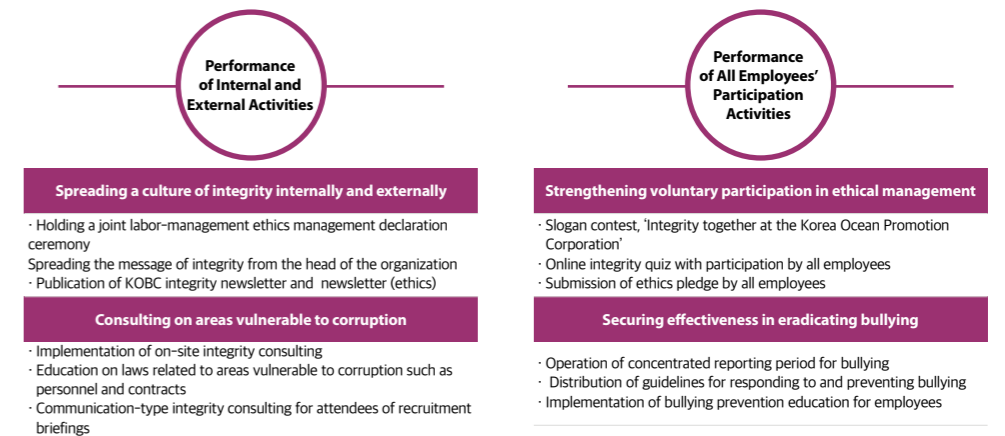 Performance
of Internal and
External Activities
Spreading a culture of integrity internally and externally
· Holding a joint labor-management ethics management declaration
ceremony
Spreading the message of integrity from the head of the organization
· Publication of KOBC integrity newsletter and newsletter (ethics)
Consulting on areas vulnerable to corruption
· Implementation of on-site integrity consulting
· Education on laws related to areas vulnerable to corruption such as
personnel and contracts
· Communication-type integrity consulting for attendees of recruitment
briefings
Performance
of All Employees’
Participation
Activities
Strengthening voluntary participation in ethical management
· Slogan contest, ‘Integrity together at the Korea Ocean Promotion
Corporation’
· Online integrity quiz with participation by all employees
· Submission of ethics pledge by all employees
Securing effectiveness in eradicating bullying
· Operation of concentrated reporting period for bullying
· Distribution of guidelines for responding to and preventing bullying
· Implementation of bullying prevention education for employees